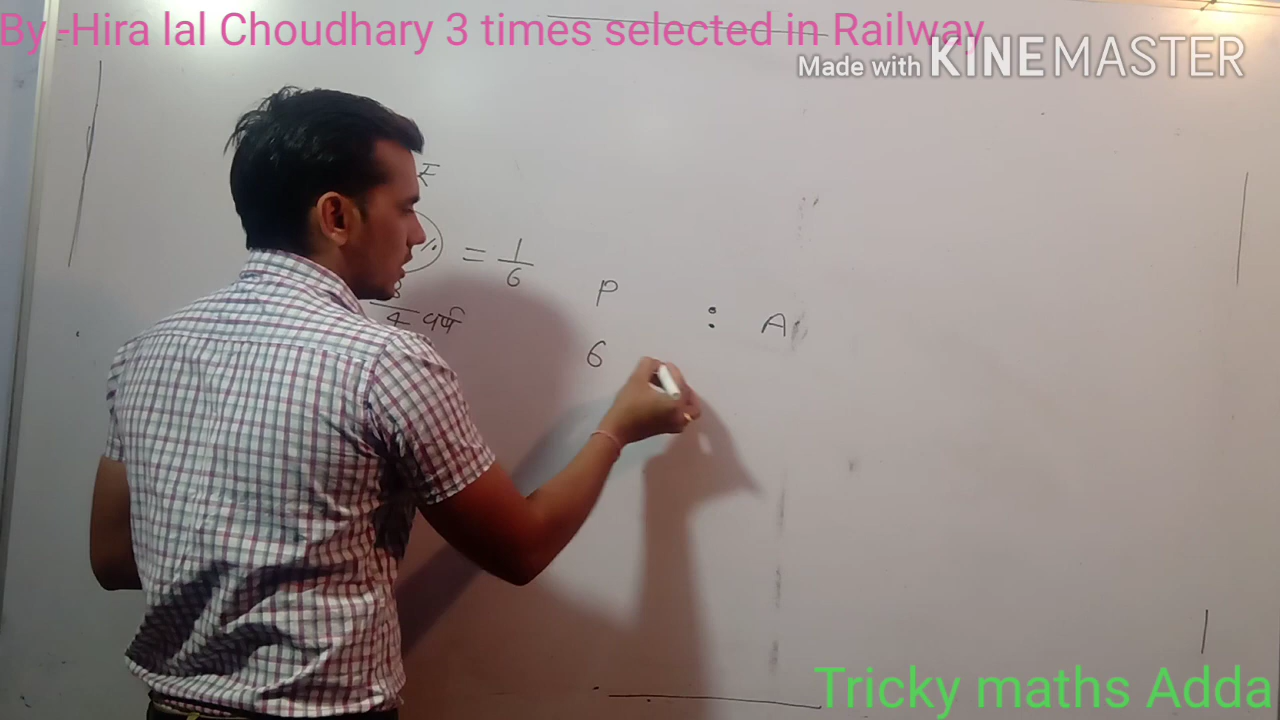 By -Hira lal Choudhary 3 times selected in Railway
Made with KINEMASTER
₹
% = 1/6
3/4 वर्ष
P : A
6
Tricky maths Adda